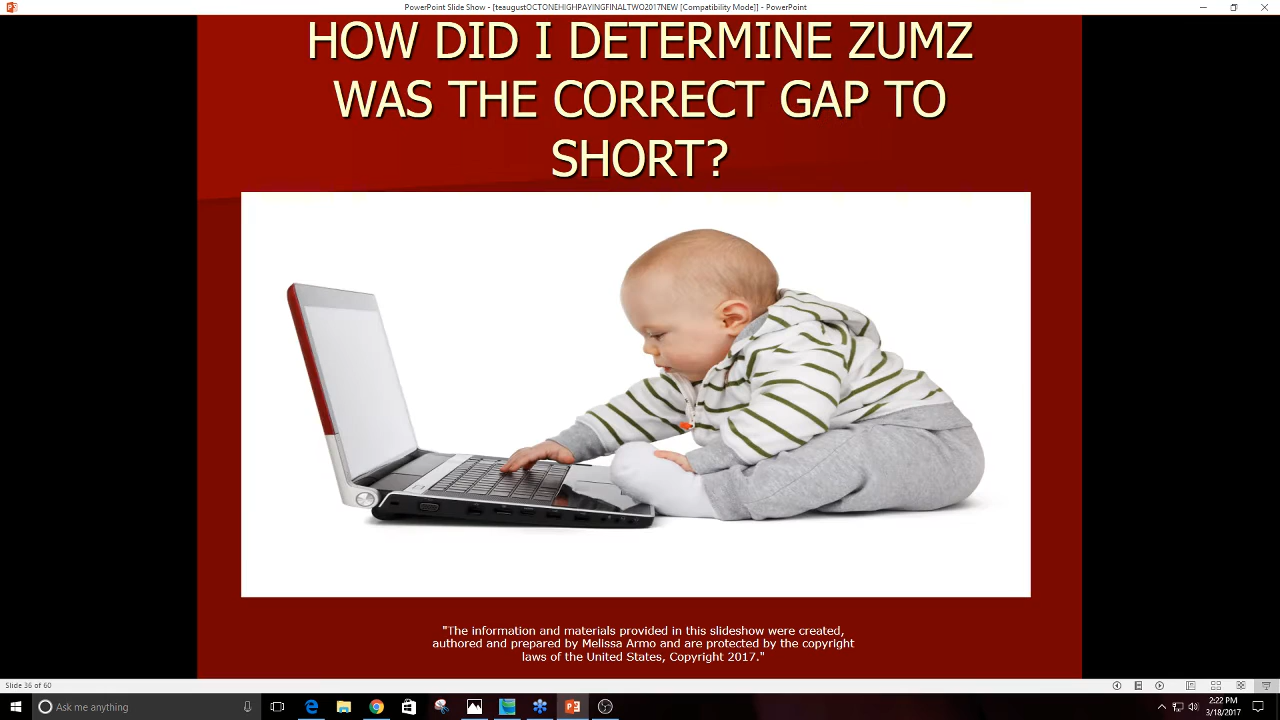 PowerPoint Slide Show - [teaugustOCTONEHIGHPAYINGFINALTWO2017NEW [Compatibility Mode]] - PowerPoint
HOW DID I DETERMINE ZUMZ
WAS THE CORRECT GAP TO
SHORT?
"The information and materials provided in this slideshow were created,
authored and prepared by Melissa Armo and are protected by the copyright
laws of the United States, Copyright 2017."
Slide 36 of 60
Ask me anything
2:22 PM
3/18/2017